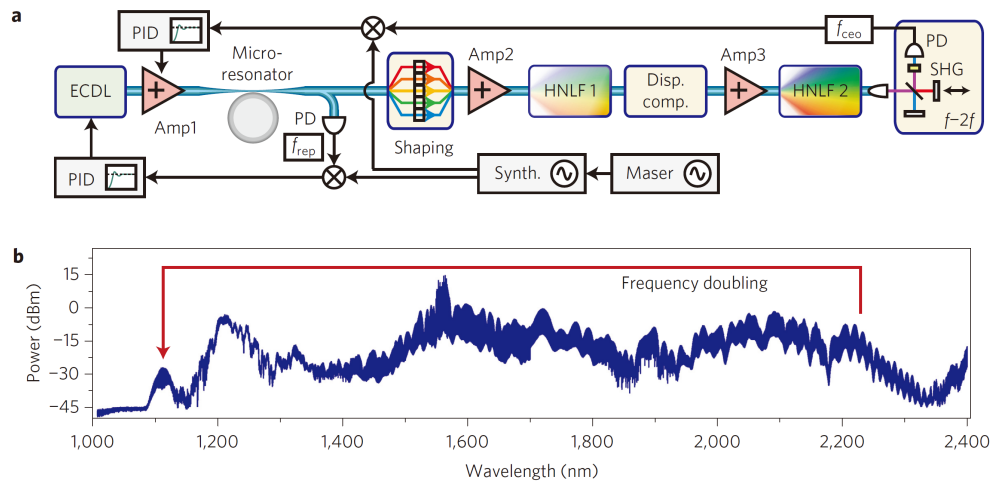 a
PID
Micro-
resonator
ECDL
Amp1
PD
f_rep
PID
Shaping
Amp2
HNLF 1
Disp.
comp.
Amp3
HNLF 2
f_ceo
PD
SHG
f–2f
Synth.
Maser
b
Frequency doubling
Power (dBm)
15
0
−15
−30
−45
1,000
1,200
1,400
1,600
1,800
2,000
2,200
2,400
Wavelength (nm)